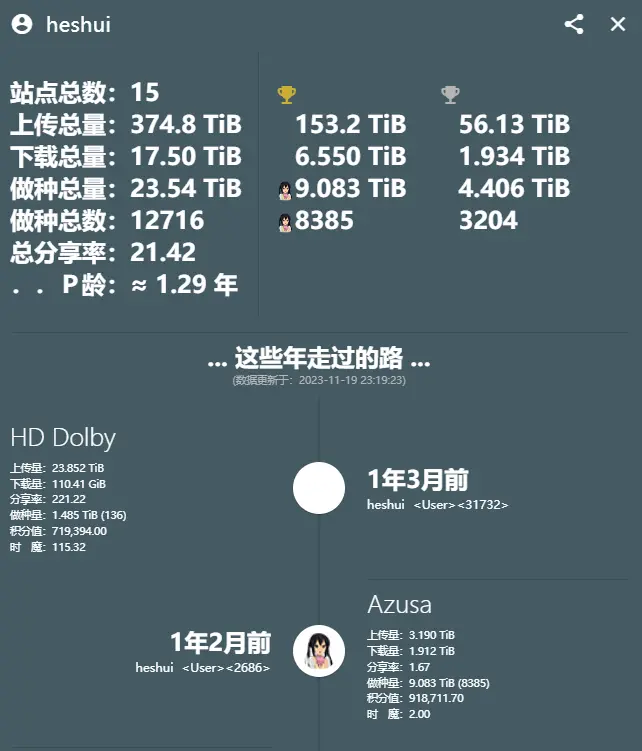 heshui
站点总数：15
上传总量：374.8 TiB
下载总量：17.50 TiB
做种总量：23.54 TiB
做种总数：12716
总分享率：21.42
．．P龄：≈ 1.29 年
153.2 TiB
6.550 TiB
9.083 TiB
8385
56.13 TiB
1.934 TiB
4.406 TiB
3204
... 这些年走过的路 ...
(数据更新于：2023-11-19 23:19:23)
HD Dolby
上传量：23.852 TiB
下载量：110.41 GiB
分享率：221.22
做种量：1.485 TiB (136)
积分值：719,394.00
时 魔：115.32
1年3月前
heshui <User><31732>
1年2月前
heshui <User><2686>
Azusa
上传量：3.190 TiB
下载量：1.912 TiB
分享率：1.67
做种量：9.083 TiB (8385)
积分值：918,711.70
时 魔：2.00